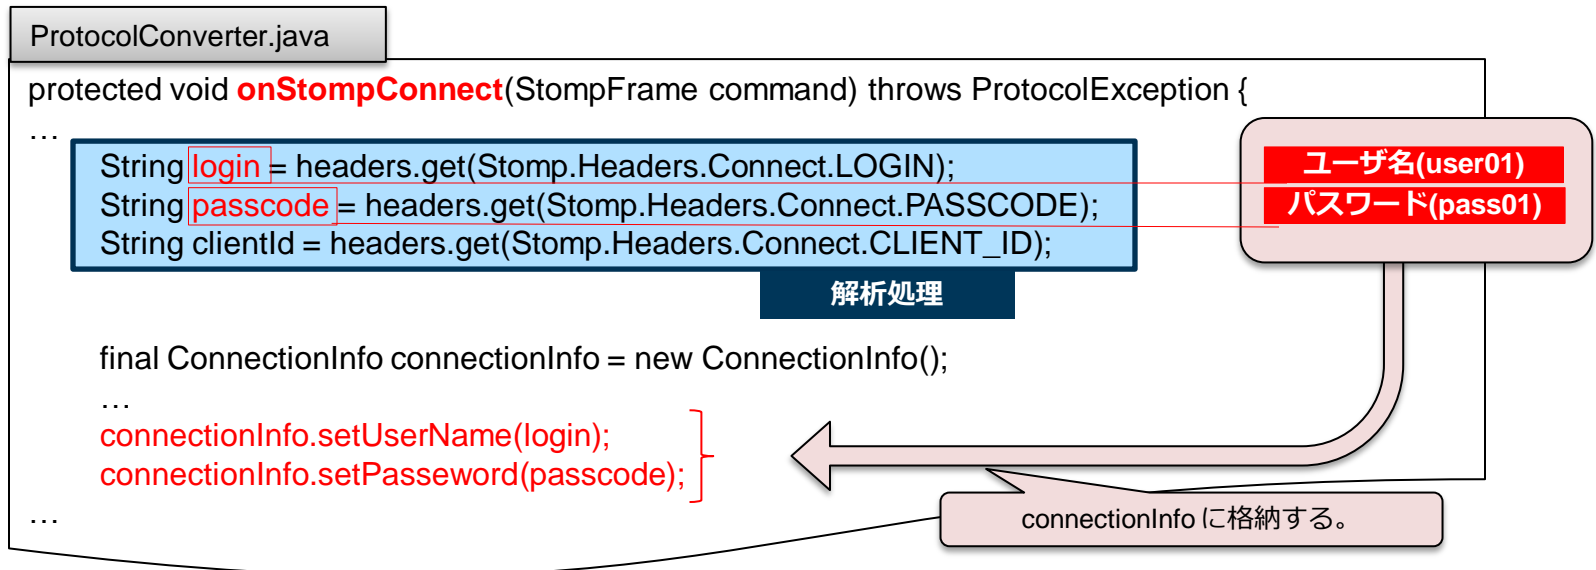 ProtocolConverter.java
protected void onStompConnect(StompFrame command) throws ProtocolException {
…
String login = headers.get(Stomp.Headers.Connect.LOGIN);
String passcode = headers.get(Stomp.Headers.Connect.PASSCODE);
String clientId = headers.get(Stomp.Headers.Connect.CLIENT_ID);
ユーザ名(user01)
パスワード(pass01)
解析処理
final ConnectionInfo connectionInfo = new ConnectionInfo();
…
connectionInfo.setUserName(login);
connectionInfo.setPasseword(passcode);
…
connectionInfo に格納する。